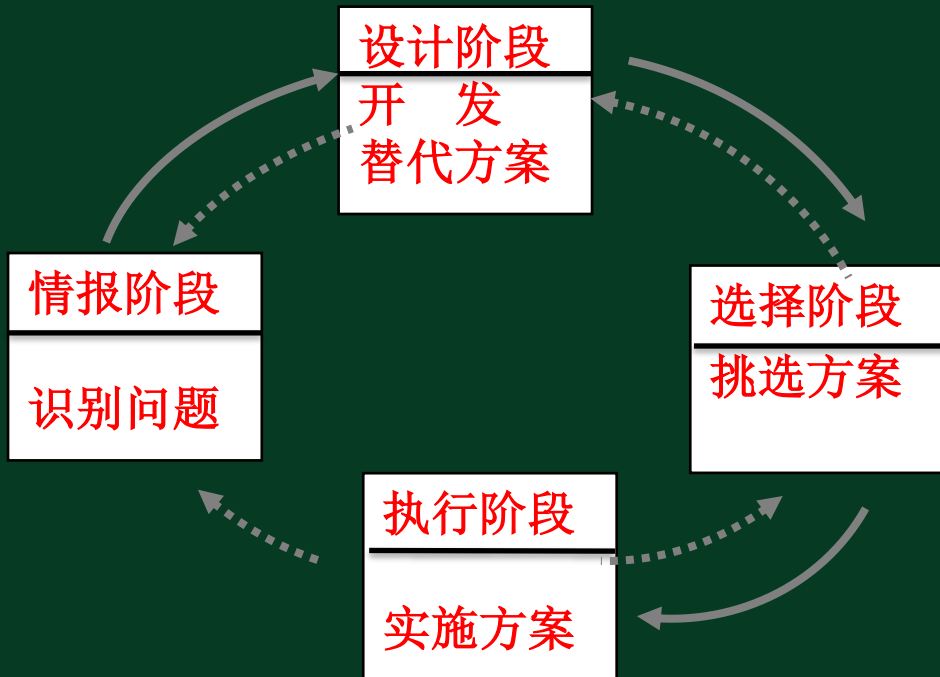 设计阶段
开 发
替代方案
情报阶段
识别问题
选择阶段
挑选方案
执行阶段
实施方案